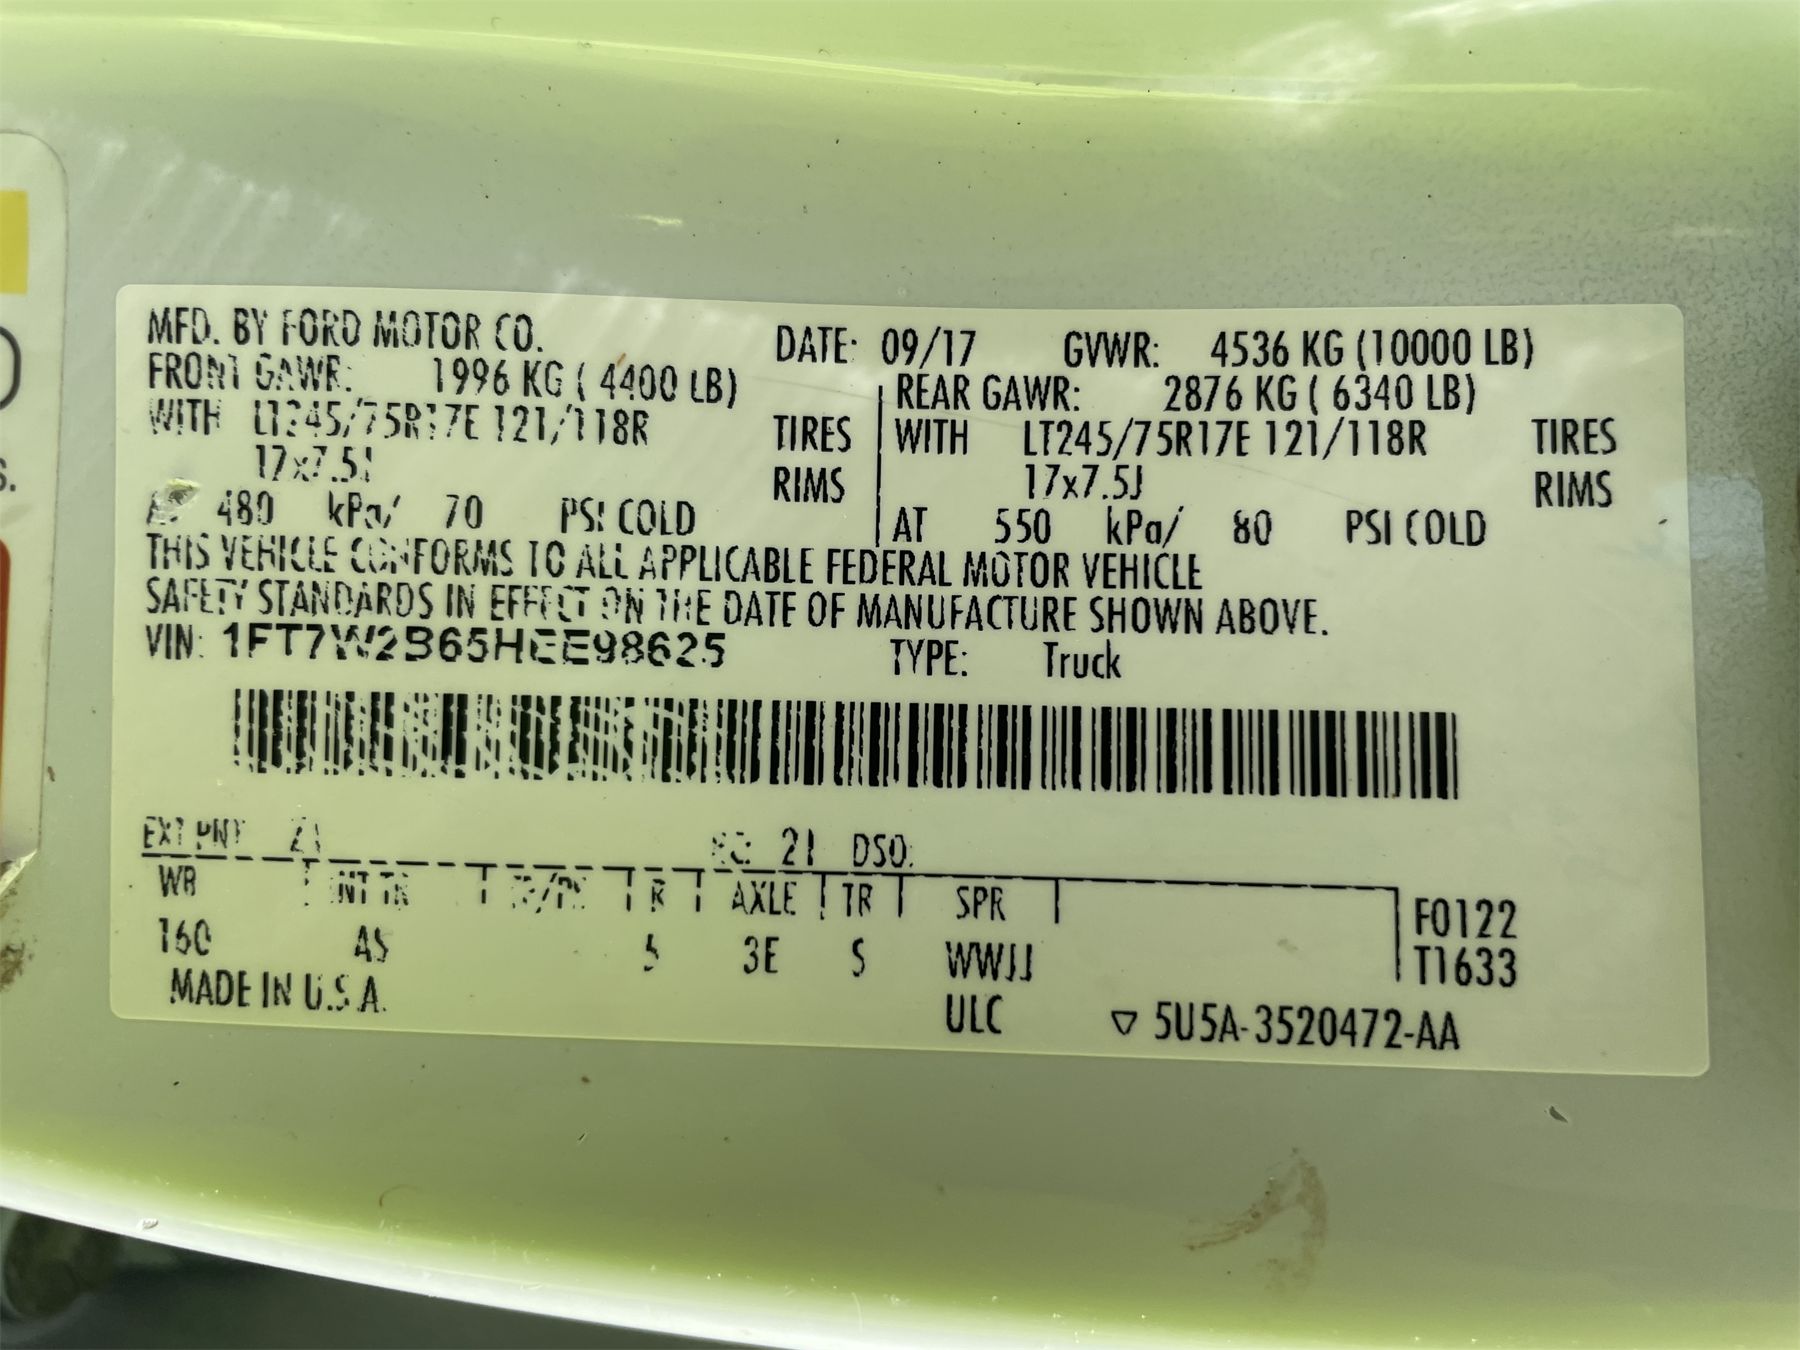 MFD. BY FORD MOTOR CO. DATE: 09/17 GVWR: 4536 KG (10000 LB)
FRONT GAWR: 1996 KG ( 4400 LB) REAR GAWR: 2876 KG ( 6340 LB)
WITH LT245/75R17E 121/118R TIRES WITH LT245/75R17E 121/118R TIRES
17x7.5J RIMS 17x7.5J RIMS
AT 480 kPa/ 70 PSI COLD AT 550 kPa/ 80 PSI COLD
THIS VEHICLE CONFORMS TO ALL APPLICABLE FEDERAL MOTOR VEHICLE
SAFETY STANDARDS IN EFFECT ON THE DATE OF MANUFACTURE SHOWN ABOVE.
VIN: 1FT7W2B65HEE98625 TYPE: Truck
EXT PNT 21 DSO:
WB INT TR R AXLE TR SPR F0122
160 AS 5 3E S WWJJ T1633
MADE IN U.S.A. ULC ▽ 5U5A-3520472-AA